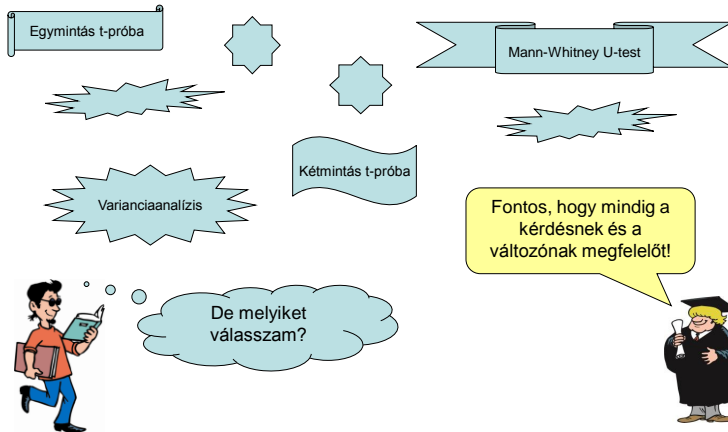 Egymintás t-próba
Mann-Whitney U-test
Kétmintás t-próba
Varianciaanalízis
Fontos, hogy mindig a
kérdésnek és a
változónak megfelelőt!
De melyiket
válasszam?